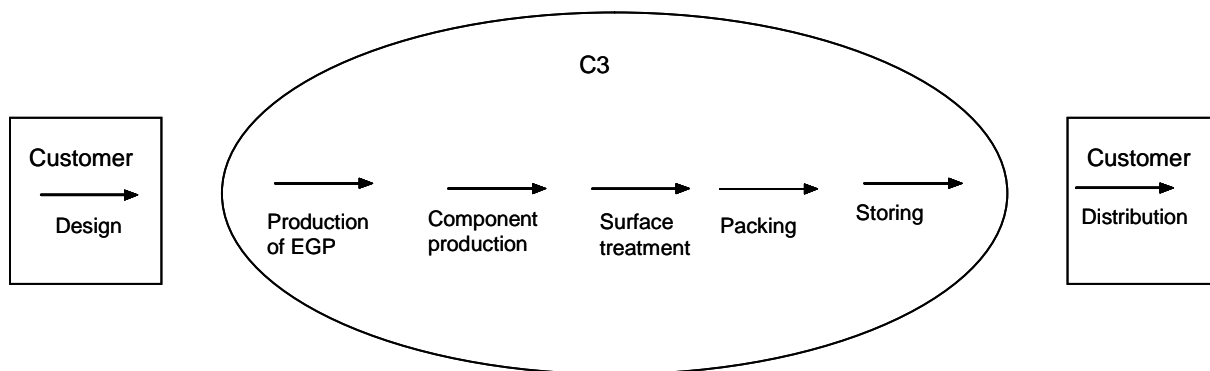 C3
Customer
Design
Production
of EGP
Component
production
Surface
treatment
Packing
Storing
Customer
Distribution